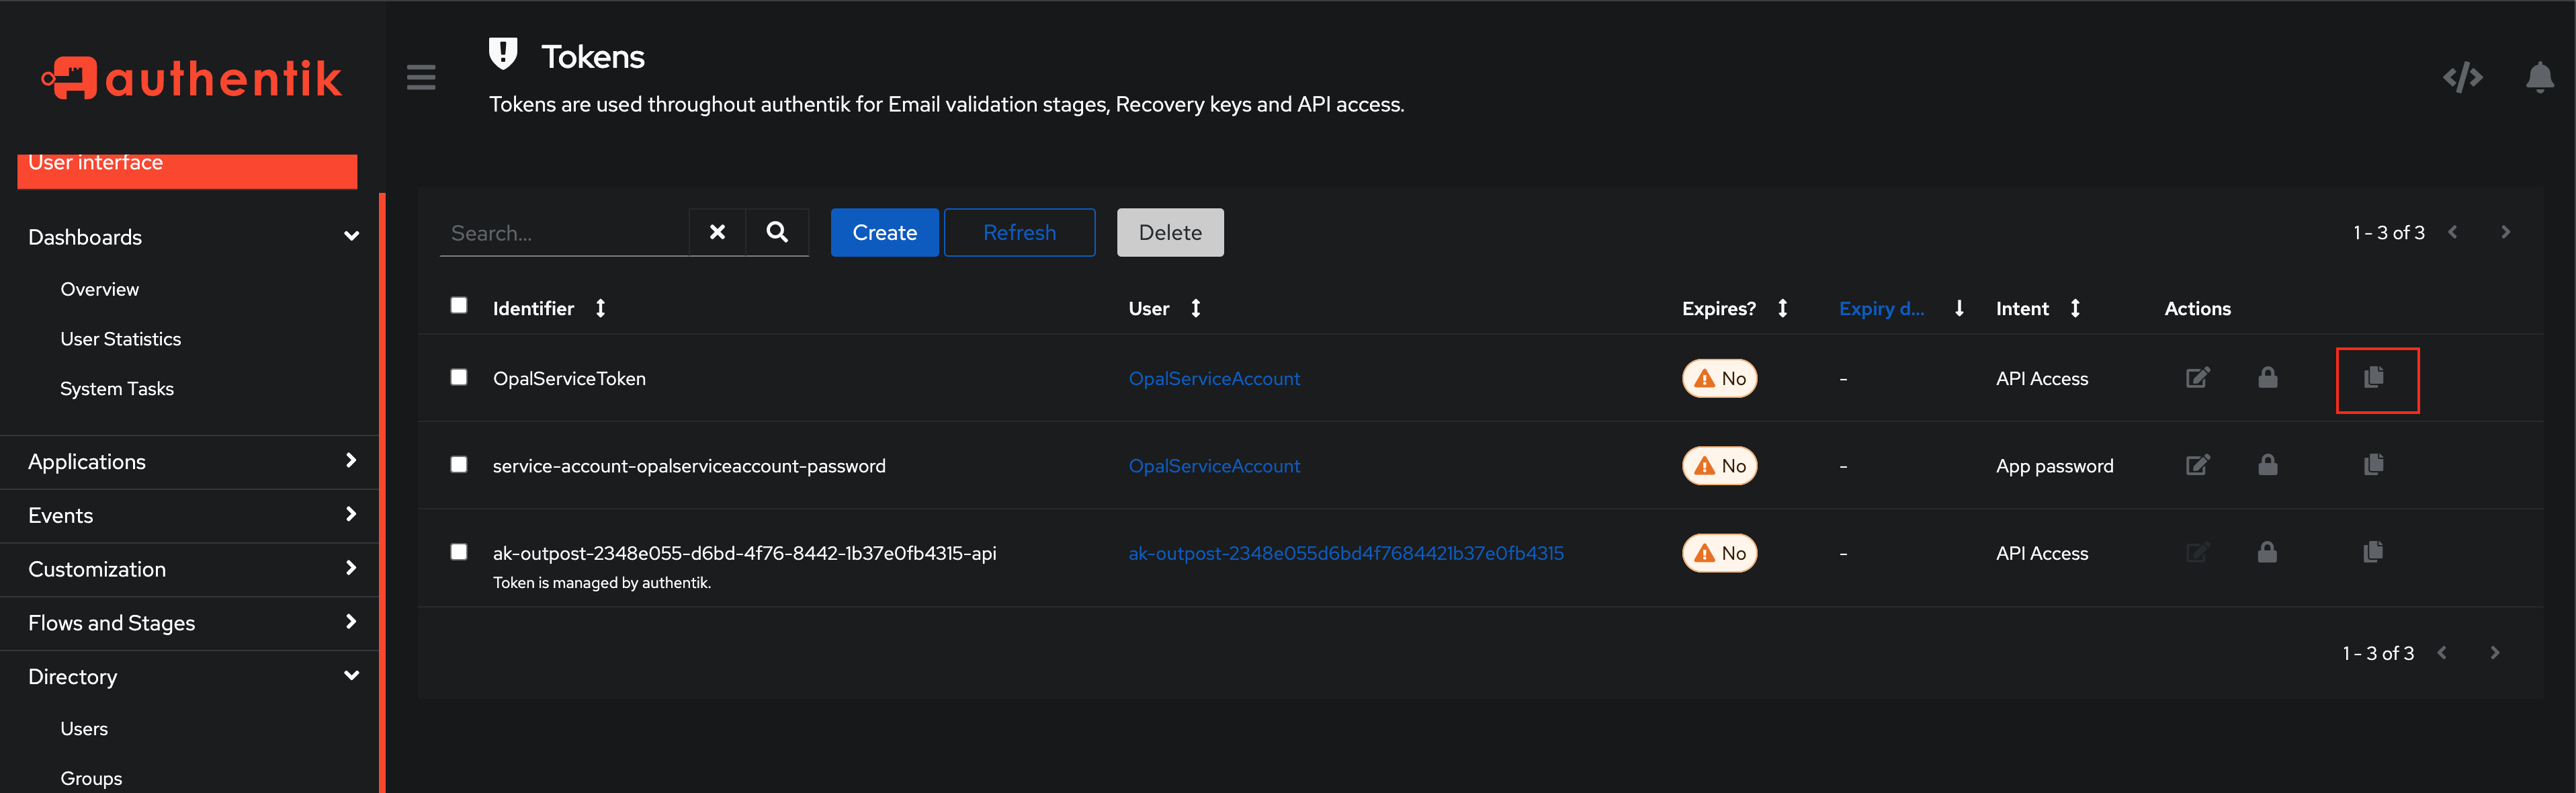 authentik
Tokens
Tokens are used throughout authentik for Email validation stages, Recovery keys and API access.
User interface
Dashboards
Overview
User Statistics
System Tasks
Applications
Events
Customization
Flows and Stages
Directory
Users
Groups
Search...
Create
Refresh
Delete
1 - 3 of 3
Identifier User Expires? Expiry d... Intent Actions
OpalServiceToken OpalServiceAccount No - API Access
service-account-opalserviceaccount-password OpalServiceAccount No - App password
ak-outpost-2348e055-d6bd-4f76-8442-1b37e0fb4315-api ak-outpost-2348e055d6bd4f7684421b37e0fb4315 No - API Access
Token is managed by authentik.
1 - 3 of 3